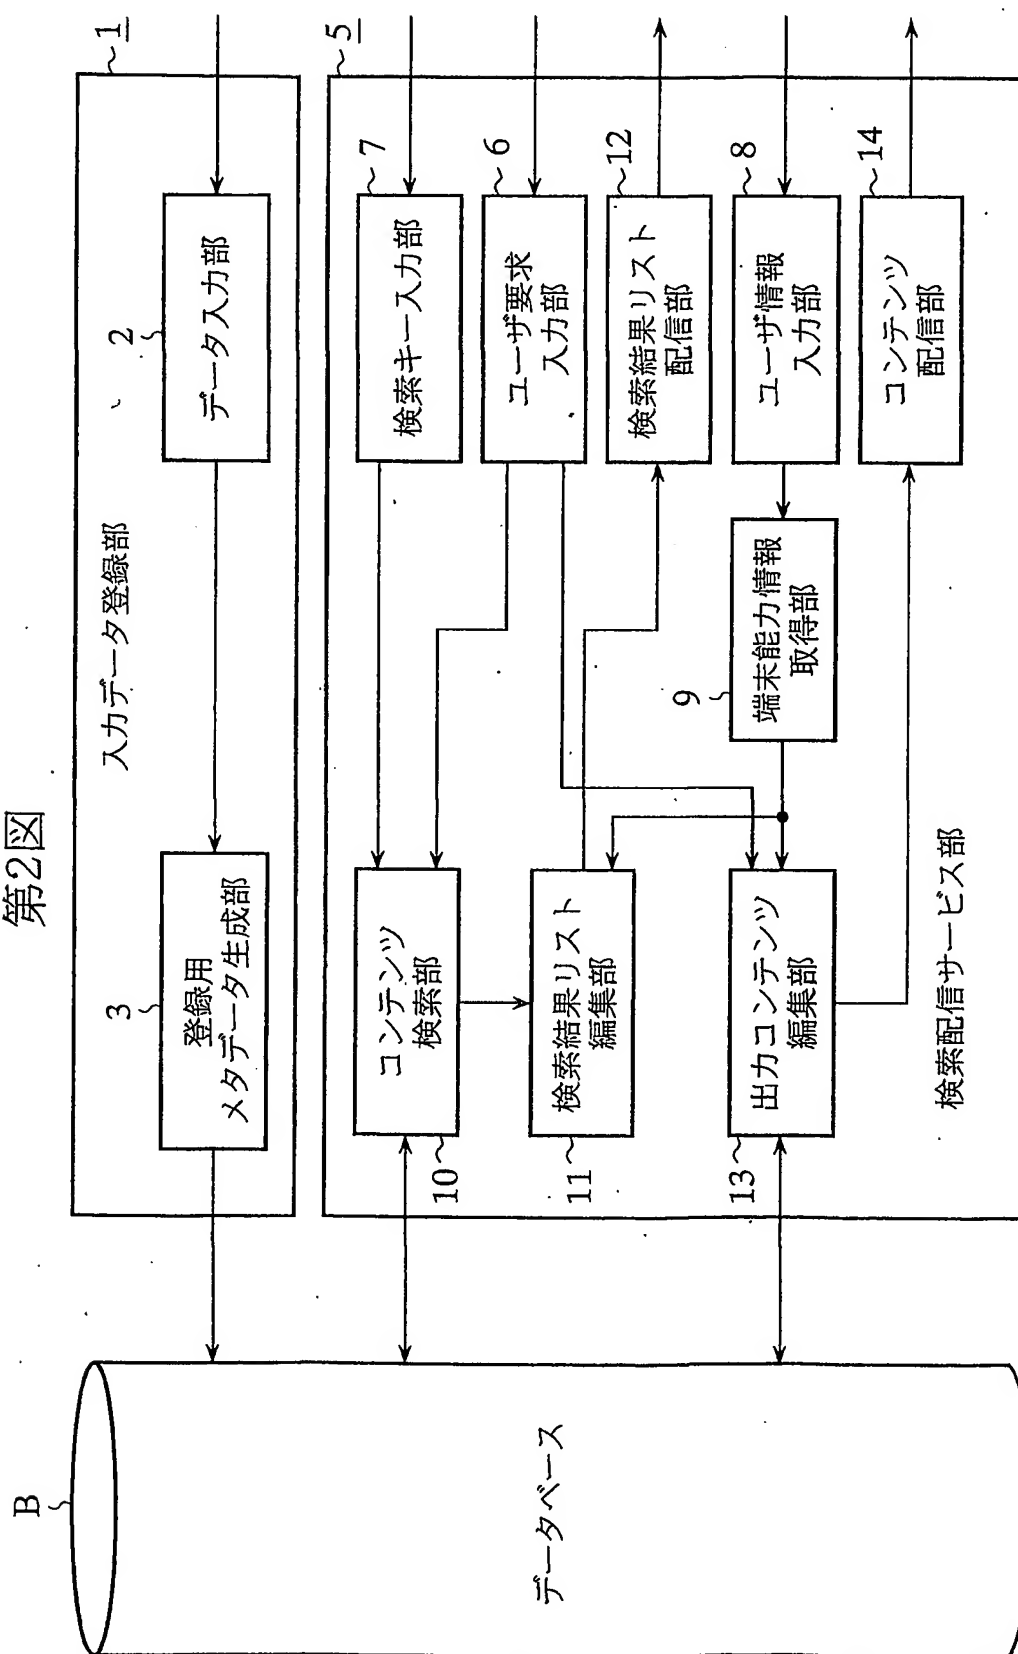 第2図
B
データベース
1
入力データ登録部
3
登録用
メタデータ生成部
2
データ入力部
5
検索配信サービス部
10
コンテンツ
検索部
7
検索キー入力部
6
ユーザ要求
入力部
11
検索結果リスト
編集部
12
検索結果リスト
配信部
13
出力コンテンツ
編集部
9
端末能力情報
取得部
8
ユーザ情報
入力部
14
コンテンツ
配信部